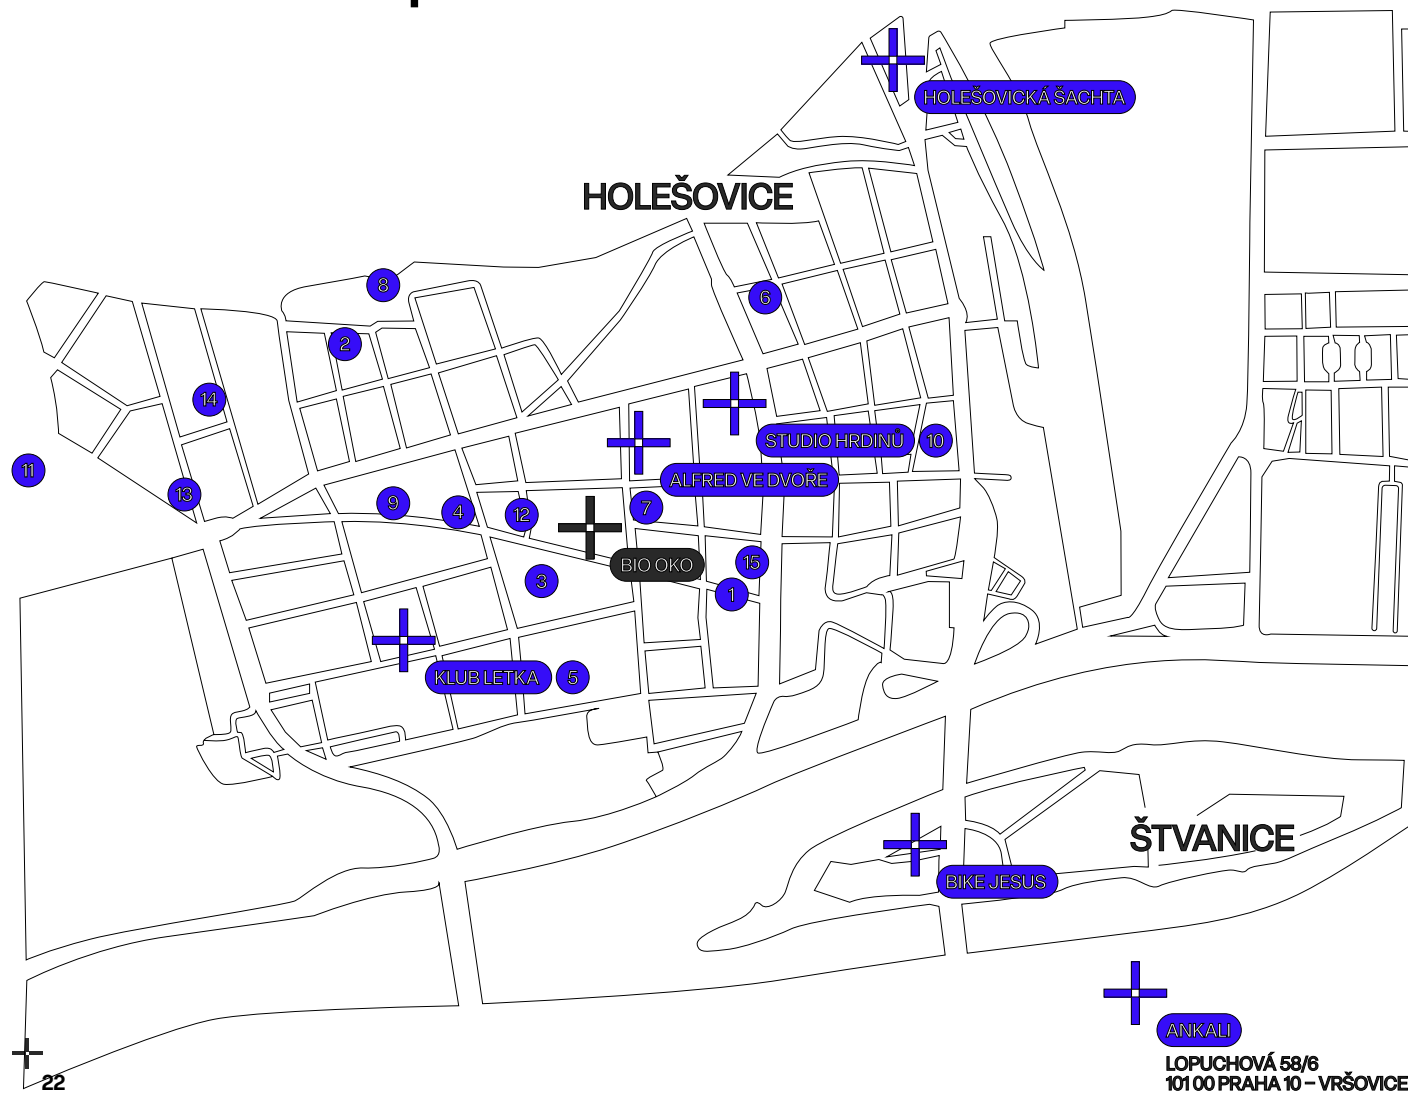 HOLEŠOVICKÁ ŠACHTA
HOLEŠOVICE
8
6
2
14
STUDIO HRDINŮ
10
11
ALFRED VE DVOŘE
13
9
4
12
7
BIO OKO
15
3
1
KLUB LETKA
5
ŠTVANICE
BIKE JESUS
ANKALI
LOPUCHOVÁ 58/6
101 00 PRAHA 10 – VRŠOVICE
22